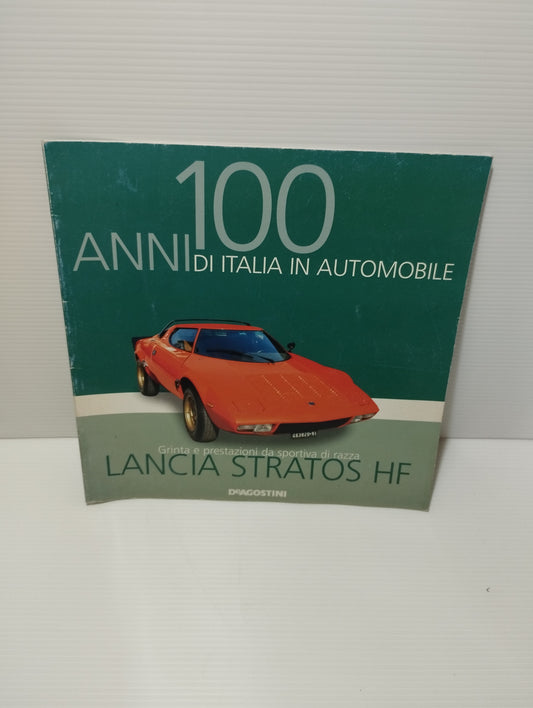 100
ANNI DI ITALIA IN AUTOMOBILE
Grinta e prestazioni da sportiva di razza
LANCIA STRATOS HF
DEAGOSTINI